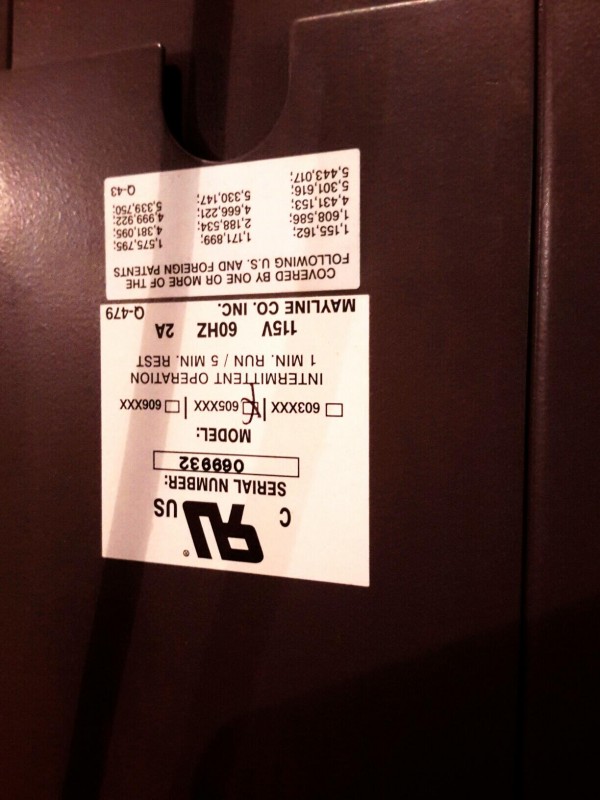 C UL US ®
SERIAL NUMBER:
069932
MODEL:
603XXX | 605XXX | 606XXX
INTERMITTENT OPERATION
1 MIN. RUN / 5 MIN. REST
115V 60HZ 2A
MAYLINE CO. INC. Q-479
COVERED BY ONE OR MORE OF THE
FOLLOWING U.S. AND FOREIGN PATENTS
1,155,162; 1,171,899; 1,575,795;
1,608,586; 2,188,534; 4,381,095;
4,431,153; 4,666,221; 4,999,922;
5,301,616; 5,330,147; 5,339,750;
5,443,017; Q-43